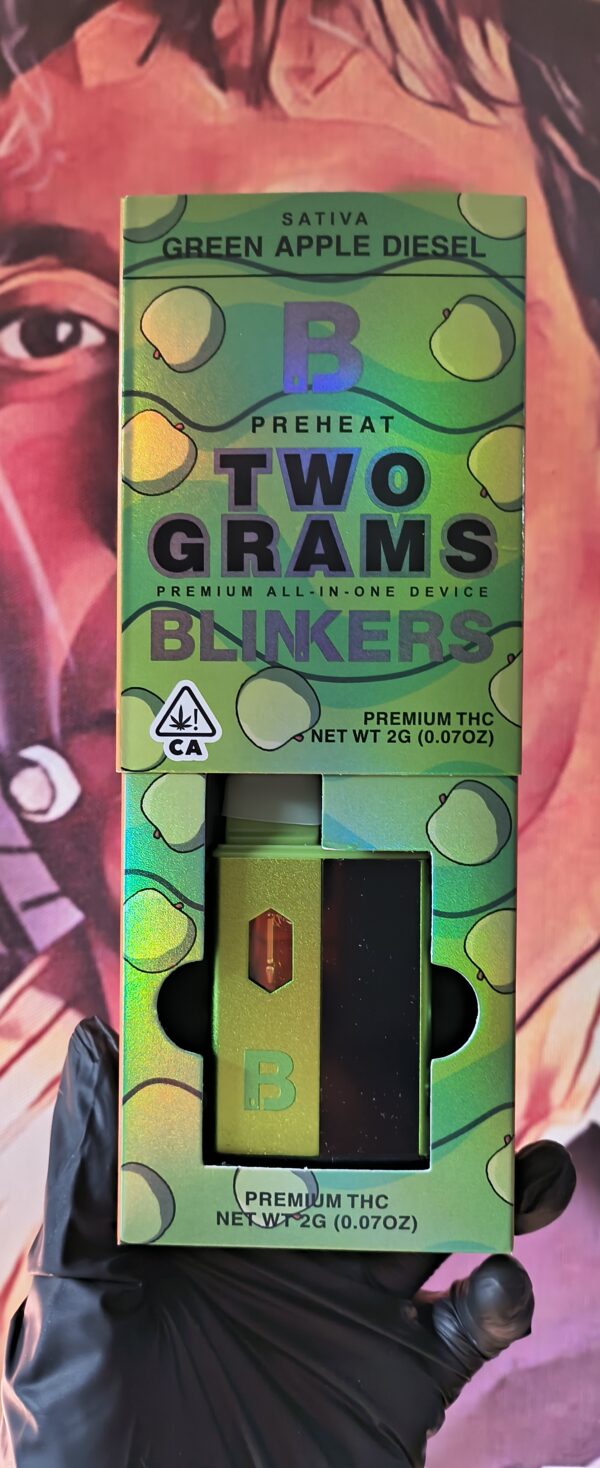 SATIVA
GREEN APPLE DIESEL
B
PREHEAT
TWO
GRAMS
PREMIUM ALL-IN-ONE DEVICE
BLINKERS
PREMIUM THC
NET WT 2G (0.07OZ)
!
CA
B
PREMIUM THC
NET WT 2G (0.07OZ)